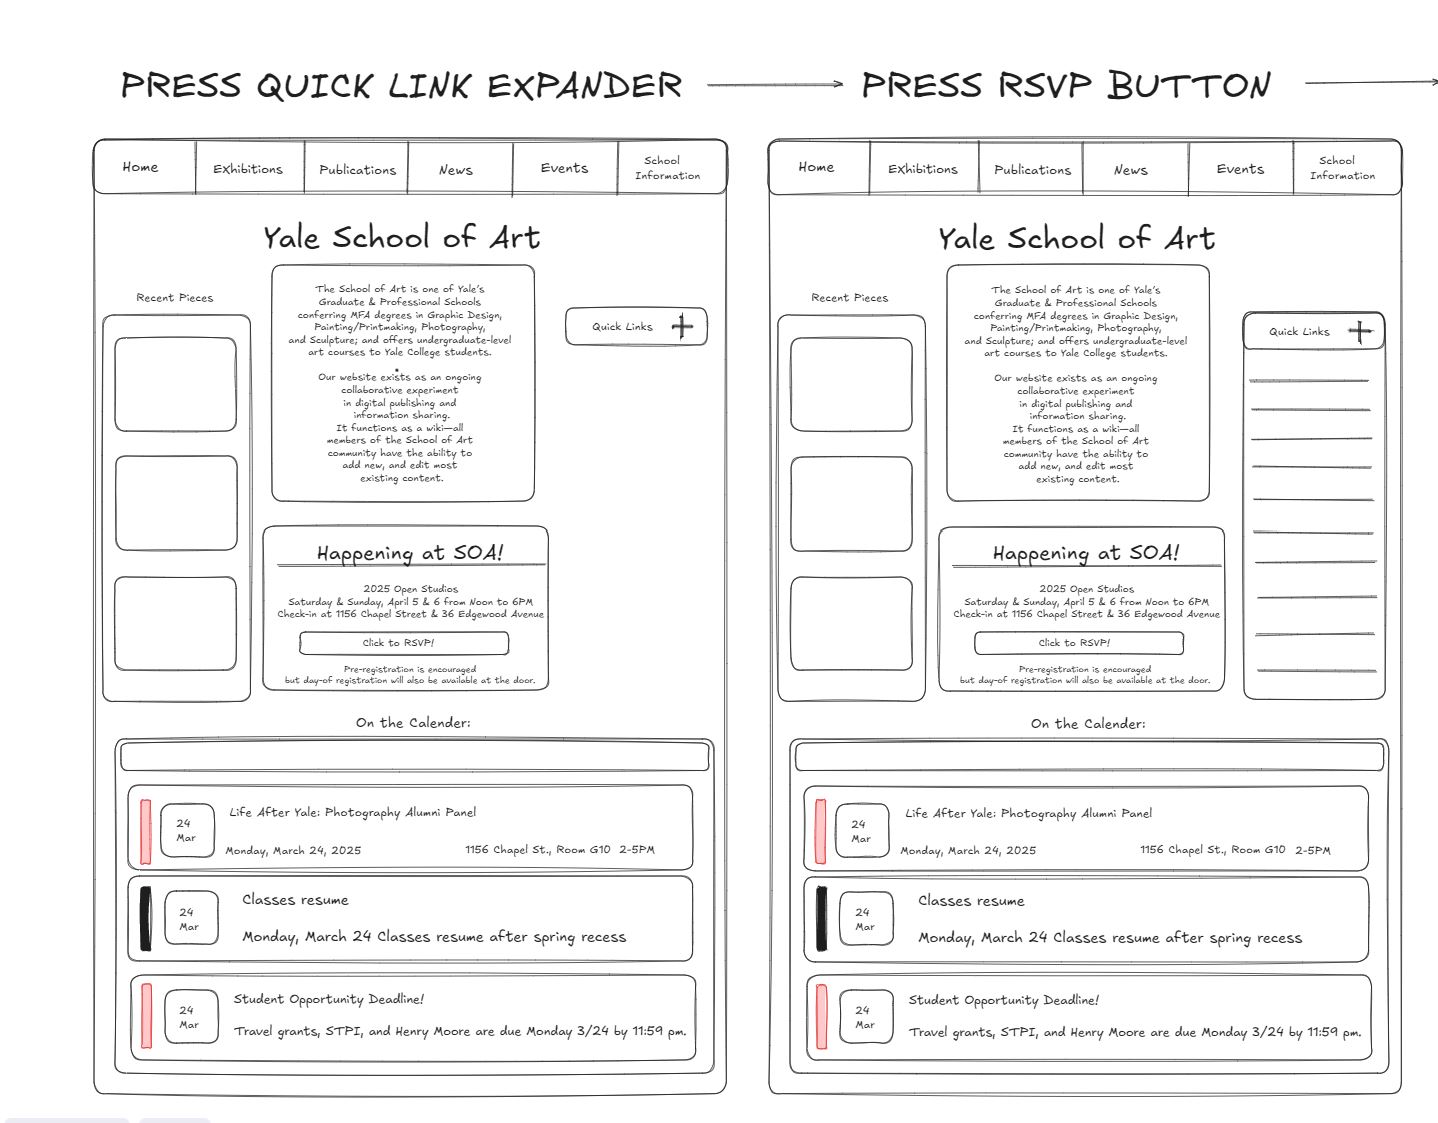 PRESS QUICK LINK EXPANDER
PRESS RSVP BUTTON
Home
Exhibitions
Publications
News
Events
School
Information
Yale School of Art
Recent Pieces
The School of Art is one of Yale's
Graduate & Professional Schools
conferring MFA degrees in Graphic Design,
Painting/Printmaking, Photography,
and Sculpture; and offers undergraduate-level
art courses to Yale College students.
Our website exists as an ongoing
collaborative experiment
in digital publishing and
information sharing.
It functions as a wiki—all
members of the School of Art
community have the ability to
add new, and edit most
existing content.
Quick Links
Happening at SOA!
2025 Open Studios
Saturday & Sunday, April 5 & 6 from Noon to 6PM
Check-in at 1156 Chapel Street & 36 Edgewood Avenue
Click to RSVP!
Pre-registration is encouraged
but day-of registration will also be available at the door.
On the Calender:
24
Mar
Life After Yale: Photography Alumni Panel
Monday, March 24, 2025 1156 Chapel St., Room G10 2-5PM
24
Mar
Classes resume
Monday, March 24 Classes resume after spring recess
24
Mar
Student Opportunity Deadline!
Travel grants, STPI, and Henry Moore are due Monday 3/24 by 11:59 pm.
Home
Exhibitions
Publications
News
Events
School
Information
Yale School of Art
Recent Pieces
The School of Art is one of Yale's
Graduate & Professional Schools
conferring MFA degrees in Graphic Design,
Painting/Printmaking, Photography,
and Sculpture; and offers undergraduate-level
art courses to Yale College students.
Our website exists as an ongoing
collaborative experiment
in digital publishing and
information sharing.
It functions as a wiki—all
members of the School of Art
community have the ability to
add new, and edit most
existing content.
Quick Links
Happening at SOA!
2025 Open Studios
Saturday & Sunday, April 5 & 6 from Noon to 6PM
Check-in at 1156 Chapel Street & 36 Edgewood Avenue
Click to RSVP!
Pre-registration is encouraged
but day-of registration will also be available at the door.
On the Calender:
24
Mar
Life After Yale: Photography Alumni Panel
Monday, March 24, 2025 1156 Chapel St., Room G10 2-5PM
24
Mar
Classes resume
Monday, March 24 Classes resume after spring recess
24
Mar
Student Opportunity Deadline!
Travel grants, STPI, and Henry Moore are due Monday 3/24 by 11:59 pm.